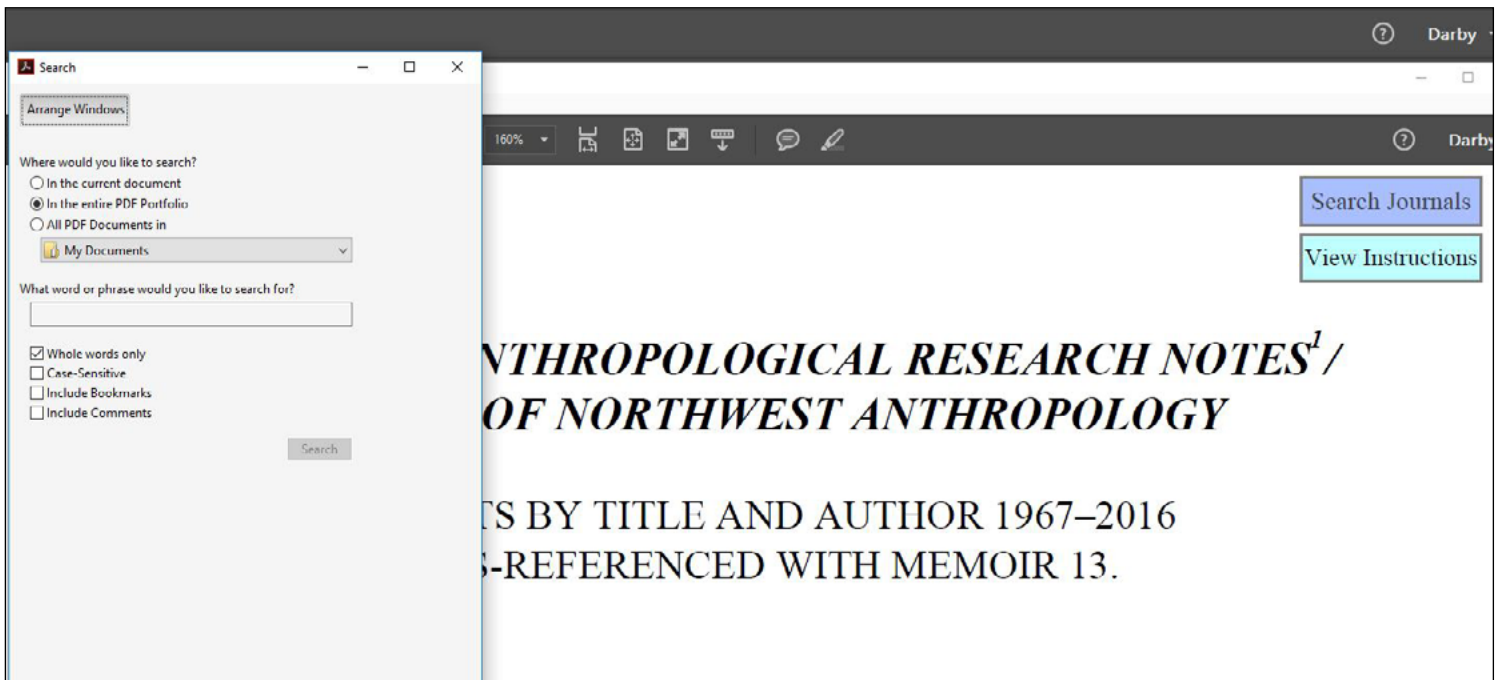 Darby
Search
Arrange Windows
Where would you like to search?
In the current document
In the entire PDF Portfolio
All PDF Documents in
My Documents
What word or phrase would you like to search for?
Whole words only
Case-Sensitive
Include Bookmarks
Include Comments
Search
160%
Darby
Search Journals
View Instructions
NTHROPOLOGICAL RESEARCH NOTES¹/
OF NORTHWEST ANTHROPOLOGY
TS BY TITLE AND AUTHOR 1967–2016
S-REFERENCED WITH MEMOIR 13.